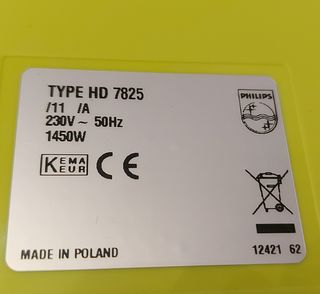 TYPE HD 7825
/11 /A
230V ~ 50Hz
1450W
PHILIPS
KEMA
KEUR
CE
MADE IN POLAND
12421 62